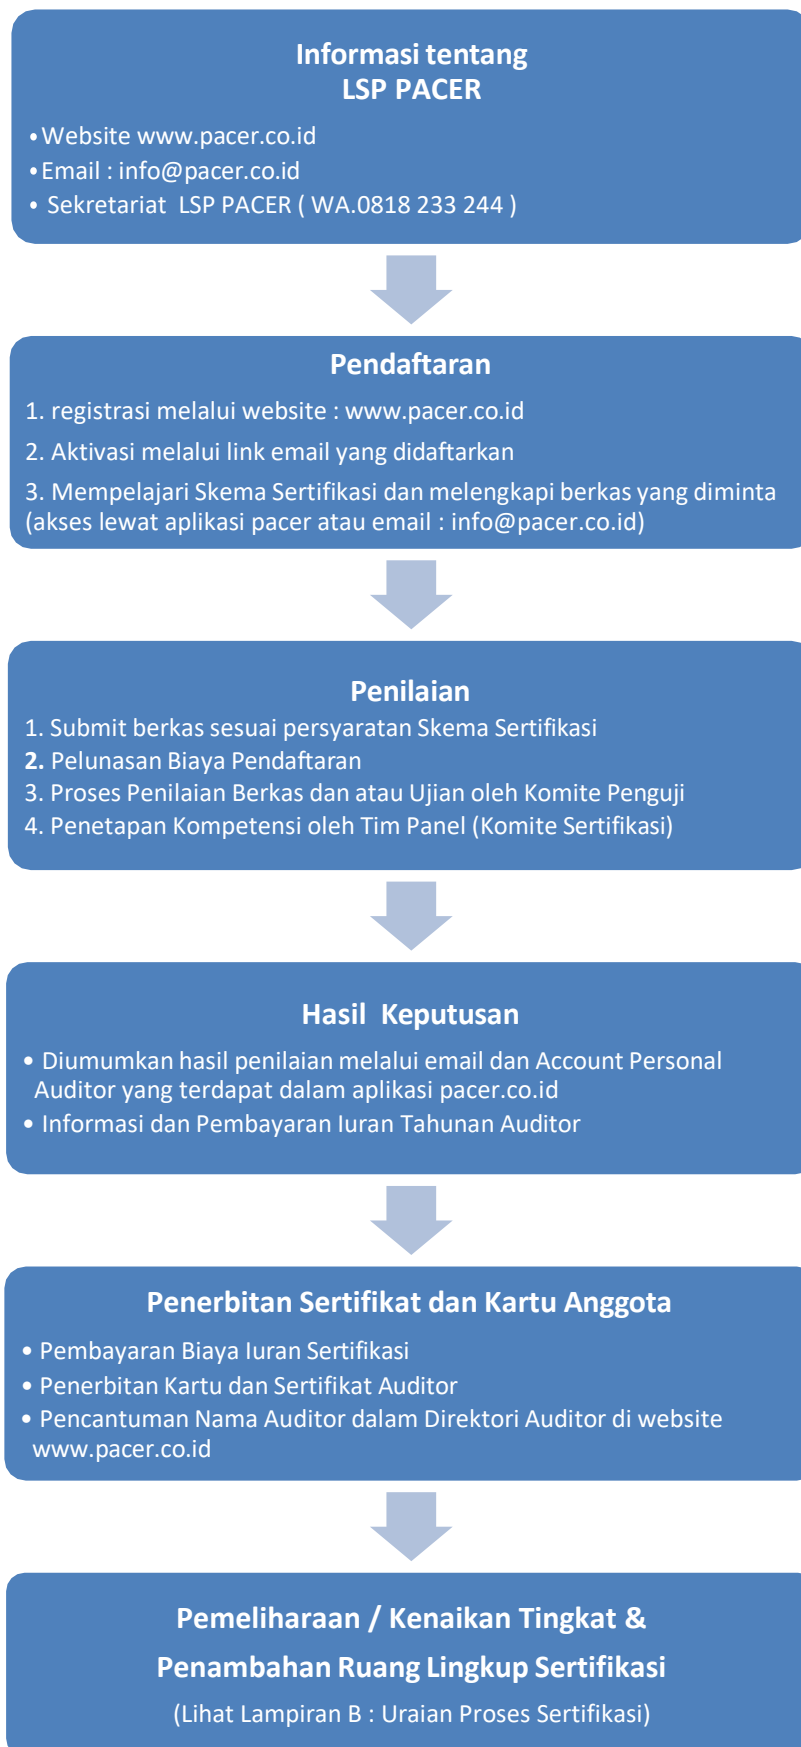 Informasi tentang
LSP PACER
• Website www.pacer.co.id
• Email : info@pacer.co.id
• Sekretariat LSP PACER ( WA.0818 233 244 )
Pendaftaran
1. registrasi melalui website : www.pacer.co.id
2. Aktivasi melalui link email yang didaftarkan
3. Mempelajari Skema Sertifikasi dan melengkapi berkas yang diminta
(akses lewat aplikasi pacer atau email : info@pacer.co.id)
Penilaian
1. Submit berkas sesuai persyaratan Skema Sertifikasi
2. Pelunasan Biaya Pendaftaran
3. Proses Penilaian Berkas dan atau Ujian oleh Komite Penguji
4. Penetapan Kompetensi oleh Tim Panel (Komite Sertifikasi)
Hasil Keputusan
• Diumumkan hasil penilaian melalui email dan Account Personal
Auditor yang terdapat dalam aplikasi pacer.co.id
• Informasi dan Pembayaran Iuran Tahunan Auditor
Penerbitan Sertifikat dan Kartu Anggota
• Pembayaran Biaya Iuran Sertifikasi
• Penerbitan Kartu dan Sertifikat Auditor
• Pencantuman Nama Auditor dalam Direktori Auditor di website
www.pacer.co.id
Pemeliharaan / Kenaikan Tingkat &
Penambahan Ruang Lingkup Sertifikasi
(Lihat Lampiran B : Uraian Proses Sertifikasi)